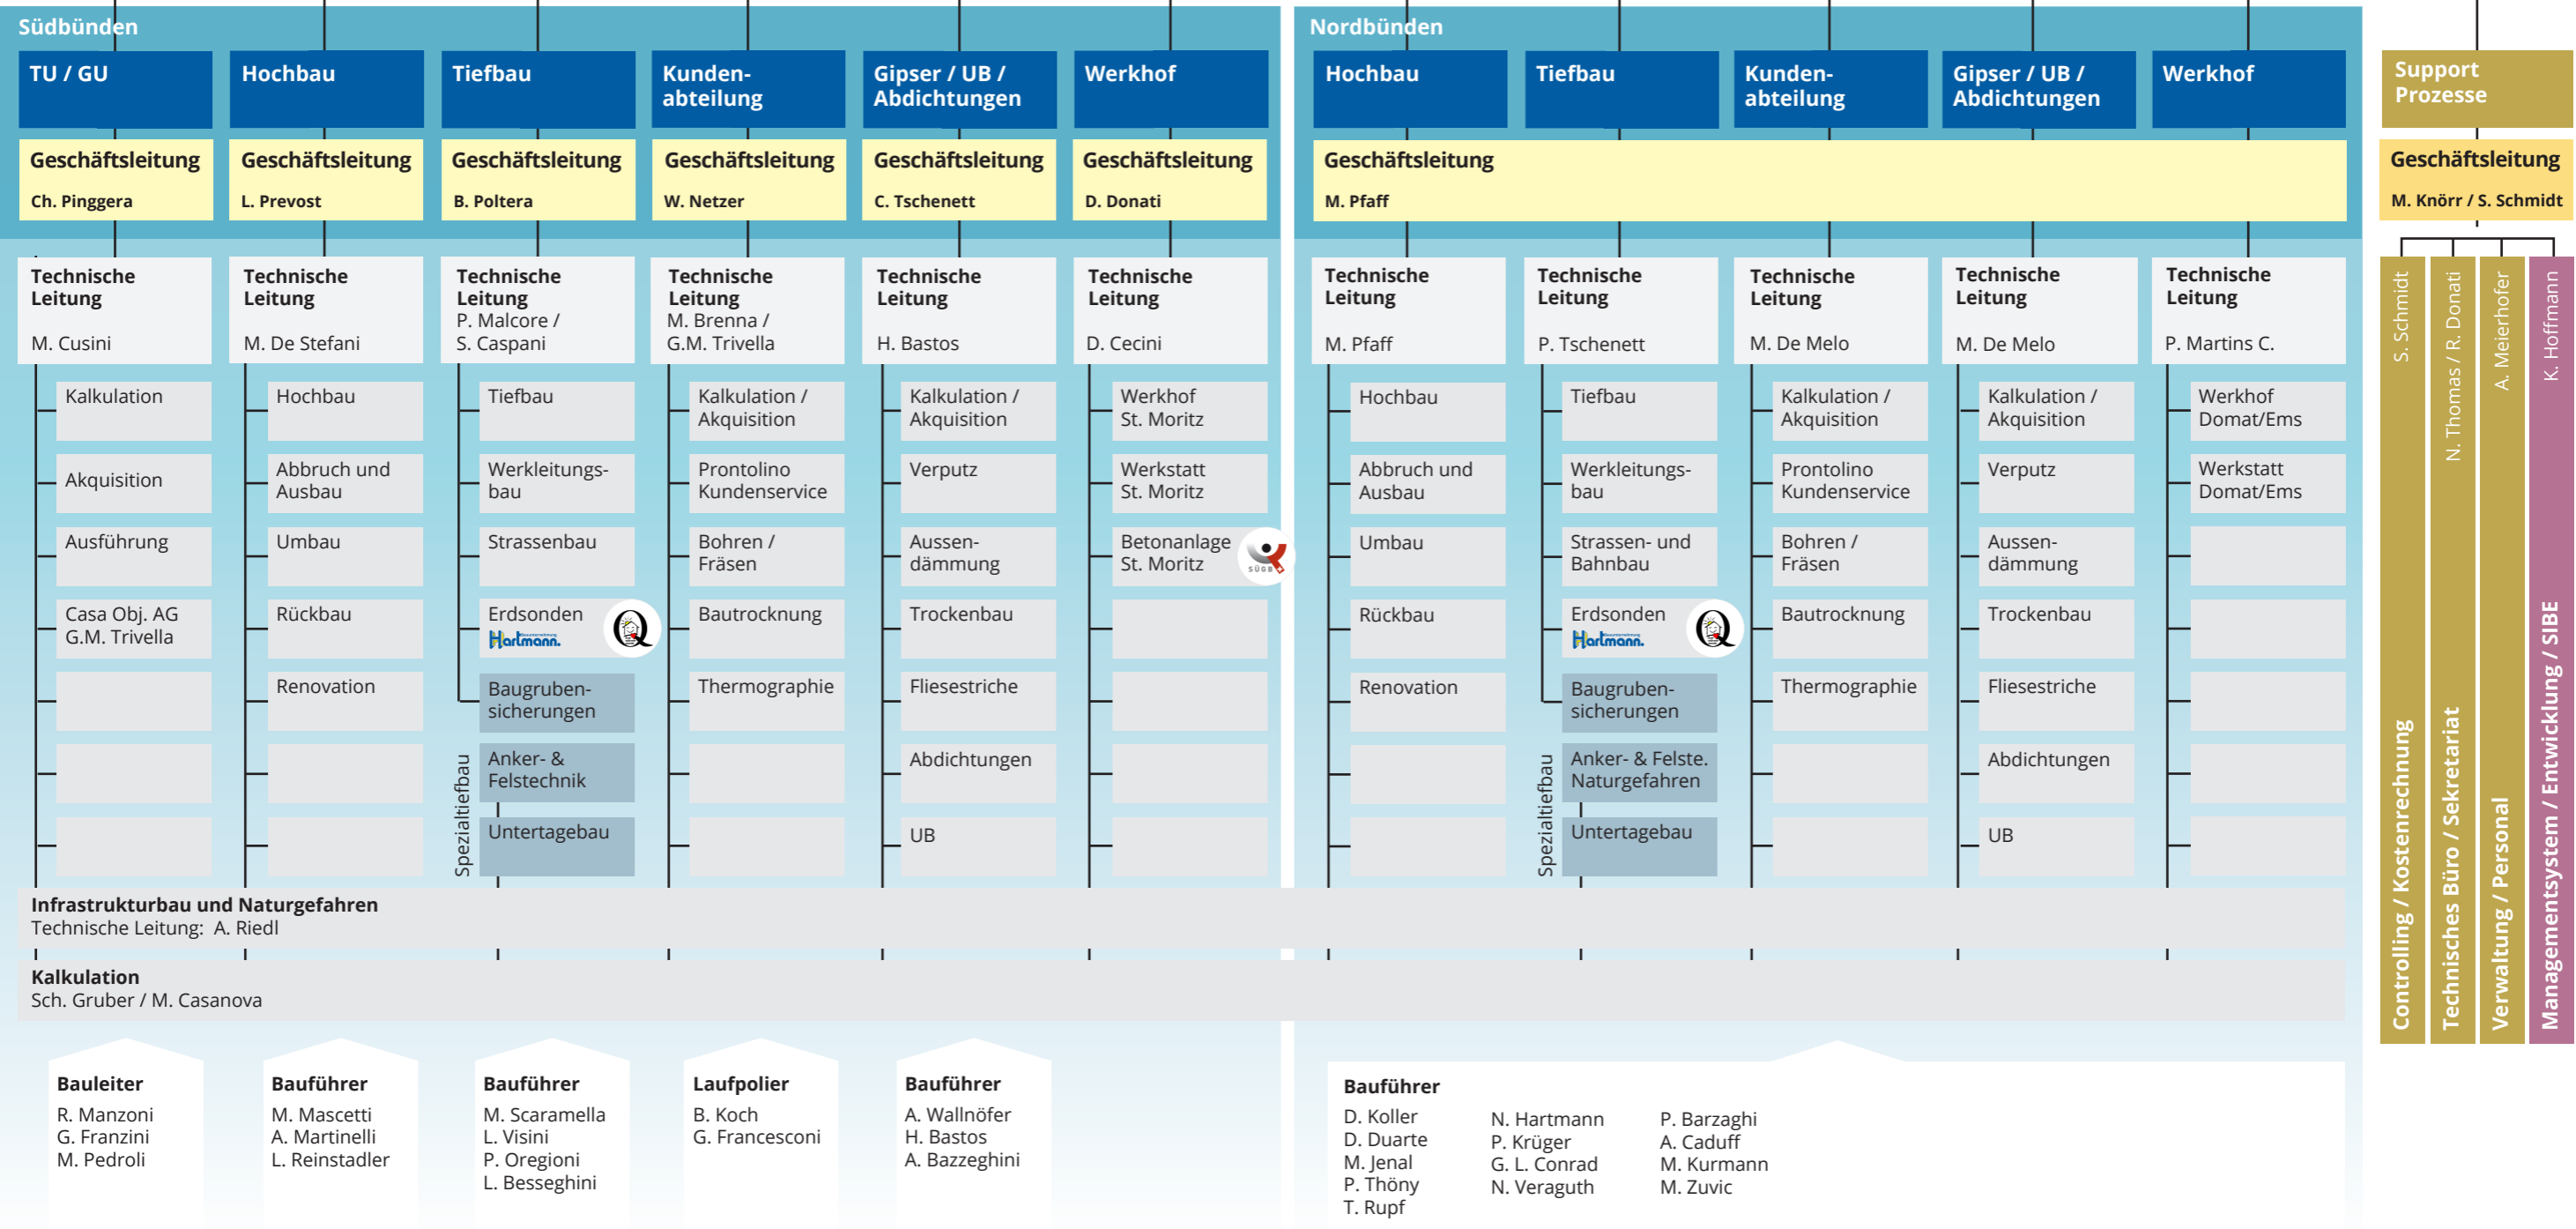 Südbünden
TU / GU
Geschäftsleitung
Ch. Pinggera
Technische
Leitung
M. Cusini
Kalkulation
Akquisition
Ausführung
Casa Obj. AG
G.M. Trivella
Hochbau
Geschäftsleitung
L. Prevost
Technische
Leitung
M. De Stefani
Hochbau
Abbruch und
Ausbau
Umbau
Rückbau
Renovation
Tiefbau
Geschäftsleitung
B. Poltera
Technische
Leitung
P. Malcore /
S. Caspani
Tiefbau
Werkleitungs-
bau
Strassenbau
Erdsonden
Hartmann.
Q
Spezialtiefbau
Baugruben-
sicherungen
Anker- &
Felstechnik
Untertagebau
Kunden-
abteilung
Geschäftsleitung
W. Netzer
Technische
Leitung
M. Brenna /
G.M. Trivella
Kalkulation /
Akquisition
Prontolino
Kundenservice
Bohren /
Fräsen
Bautrocknung
Thermographie
Gipser / UB /
Abdichtungen
Geschäftsleitung
C. Tschenett
Technische
Leitung
H. Bastos
Kalkulation /
Akquisition
Verputz
Aussen-
dämmung
Trockenbau
Fliesestriche
Abdichtungen
UB
Werkhof
Geschäftsleitung
D. Donati
Technische
Leitung
D. Cecini
Werkhof
St. Moritz
Werkstatt
St. Moritz
Betonanlage
St. Moritz
SÜGB
Nordbünden
Hochbau
Tiefbau
Kunden-
abteilung
Gipser / UB /
Abdichtungen
Werkhof
Geschäftsleitung
M. Pfaff
Technische
Leitung
M. Pfaff
Hochbau
Abbruch und
Ausbau
Umbau
Rückbau
Renovation
Technische
Leitung
P. Tschenett
Tiefbau
Werkleitungs-
bau
Strassen- und
Bahnbau
Erdsonden
Hartmann.
Q
Spezialtiefbau
Baugruben-
sicherungen
Anker- & Felste.
Naturgefahren
Untertagebau
Technische
Leitung
M. De Melo
Kalkulation /
Akquisition
Prontolino
Kundenservice
Bohren /
Fräsen
Bautrocknung
Thermographie
Technische
Leitung
M. De Melo
Kalkulation /
Akquisition
Verputz
Aussen-
dämmung
Trockenbau
Fliesestriche
Abdichtungen
UB
Technische
Leitung
P. Martins C.
Werkhof
Domat/Ems
Werkstatt
Domat/Ems
Support
Prozesse
Geschäftsleitung
M. Knörr / S. Schmidt
Controlling / Kostenrechnung S. Schmidt
Technisches Büro / Sekretariat N. Thomas / R. Donati
Verwaltung / Personal A. Meierhofer
Managementsystem / Entwicklung / SIBE K. Hoffmann
Infrastrukturbau und Naturgefahren
Technische Leitung: A. Riedl
Kalkulation
Sch. Gruber / M. Casanova
Bauleiter
R. Manzoni
G. Franzini
M. Pedroli
Bauführer
M. Mascetti
A. Martinelli
L. Reinstadler
Bauführer
M. Scaramella
L. Visini
P. Oregioni
L. Besseghini
Laufpolier
B. Koch
G. Francesconi
Bauführer
A. Wallnöfer
H. Bastos
A. Bazzeghini
Bauführer
D. Koller
D. Duarte
M. Jenal
P. Thöny
T. Rupf
N. Hartmann
P. Krüger
G. L. Conrad
N. Veraguth
P. Barzaghi
A. Caduff
M. Kurmann
M. Zuvic